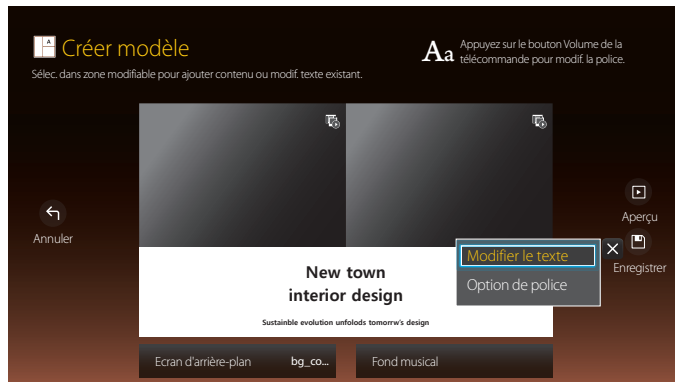 Créer modèle
Sélec. dans zone modifiable pour ajouter contenu ou modif. texte existant.
Aa
Appuyez sur le bouton Volume de la
télécommande pour modif. la police.
Annuler
New town
interior design
Sustainble evolution unfolods tomorrw's design
Modifier le texte
Option de police
Aperçu
Enregistrer
Ecran d'arrière-plan bg_co...
Fond musical